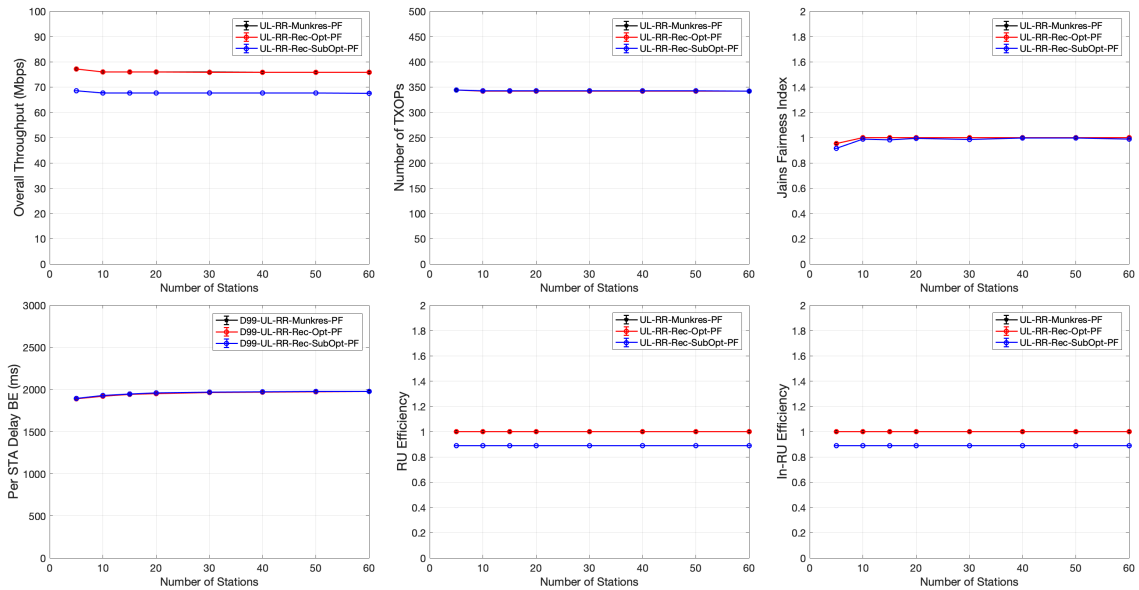 100
90
80
70
60
50
40
30
20
10
0
Overall Throughput (Mbps)
0 10 20 30 40 50 60
Number of Stations
UL-RR-Munkres-PF
UL-RR-Rec-Opt-PF
UL-RR-Rec-SubOpt-PF
500
450
400
350
300
250
200
150
100
50
0
Number of TXOPs
0 10 20 30 40 50 60
Number of Stations
UL-RR-Munkres-PF
UL-RR-Rec-Opt-PF
UL-RR-Rec-SubOpt-PF
2
1.8
1.6
1.4
1.2
1
0.8
0.6
0.4
0.2
0
Jains Fairness Index
0 10 20 30 40 50 60
Number of Stations
UL-RR-Munkres-PF
UL-RR-Rec-Opt-PF
UL-RR-Rec-SubOpt-PF
3000
2500
2000
1500
1000
500
0
Per STA Delay BE (ms)
0 10 20 30 40 50 60
Number of Stations
D99-UL-RR-Munkres-PF
D99-UL-RR-Rec-Opt-PF
D99-UL-RR-Rec-SubOpt-PF
2
1.8
1.6
1.4
1.2
1
0.8
0.6
0.4
0.2
0
RU Efficiency
0 10 20 30 40 50 60
Number of Stations
UL-RR-Munkres-PF
UL-RR-Rec-Opt-PF
UL-RR-Rec-SubOpt-PF
2
1.8
1.6
1.4
1.2
1
0.8
0.6
0.4
0.2
0
In-RU Efficiency
0 10 20 30 40 50 60
Number of Stations
UL-RR-Munkres-PF
UL-RR-Rec-Opt-PF
UL-RR-Rec-SubOpt-PF